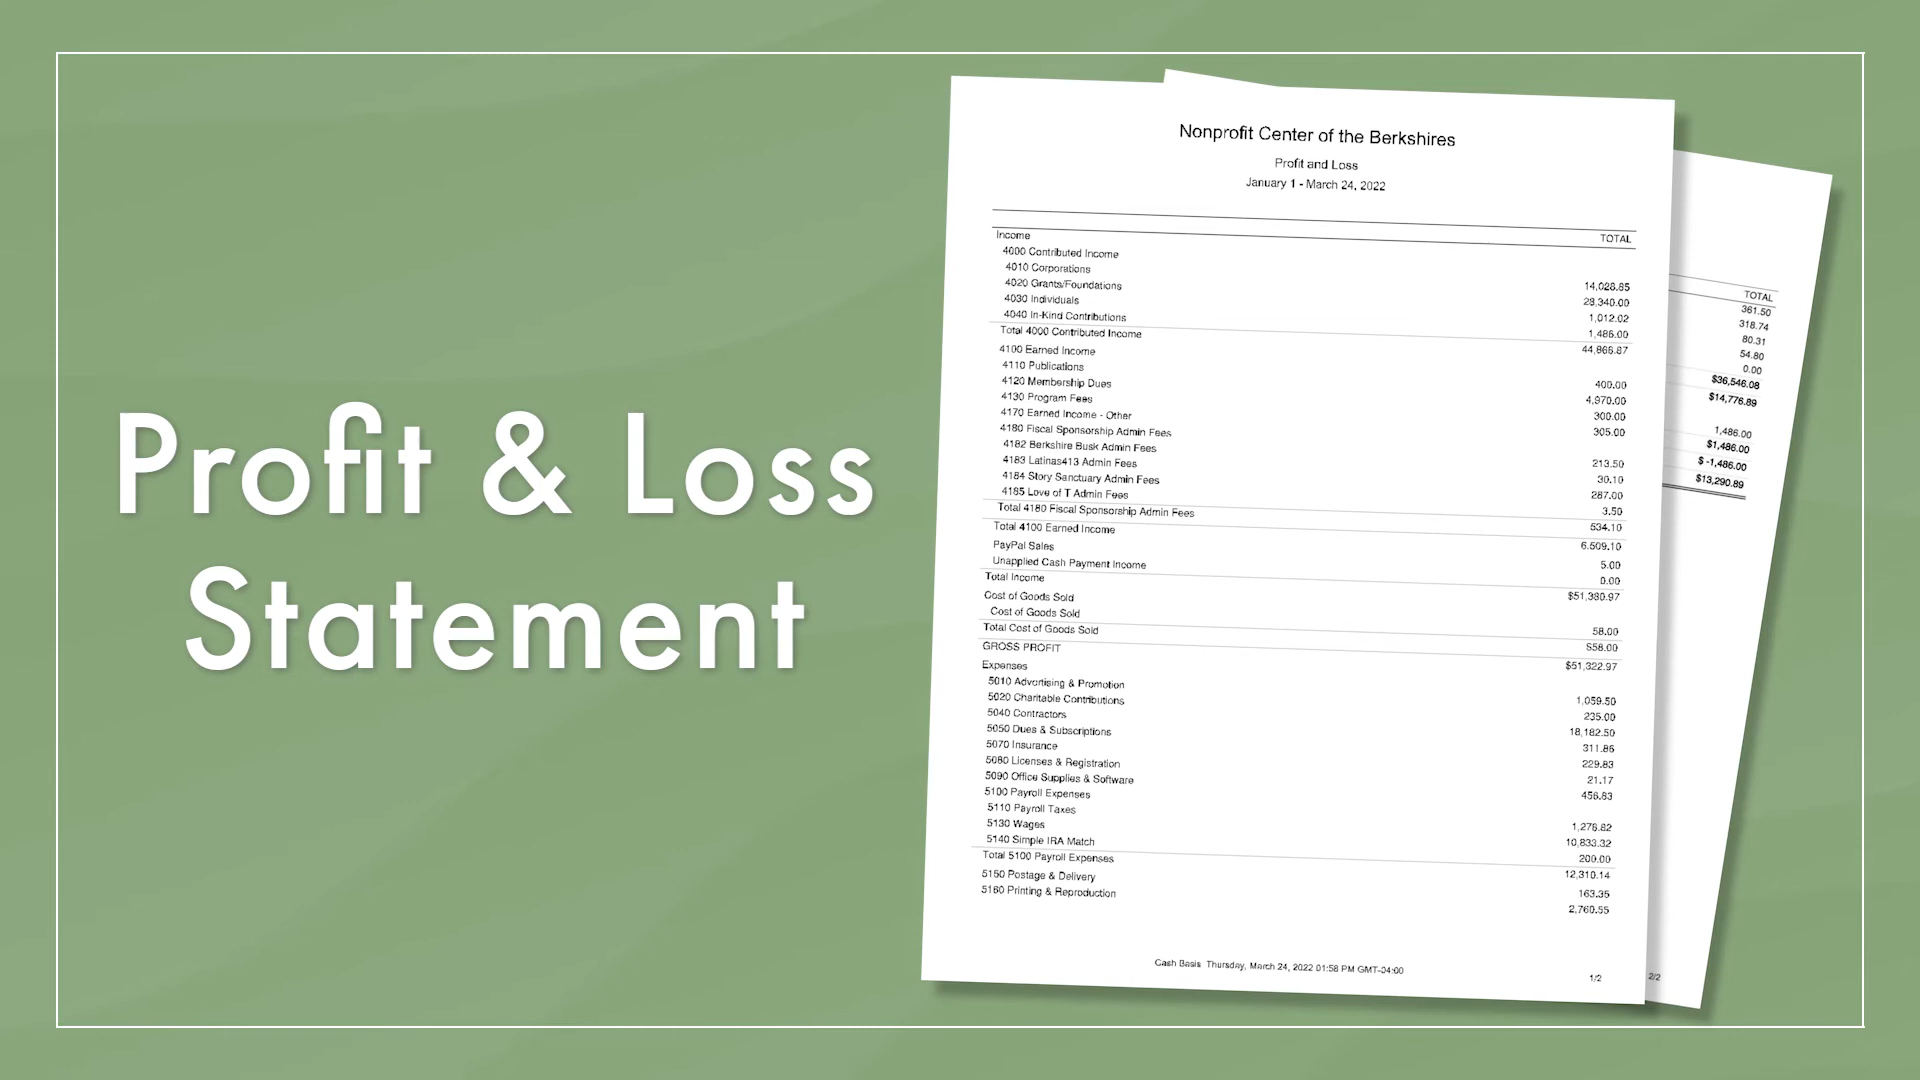 Profit & Loss
Statement
Nonprofit Center of the Berkshires
Profit and Loss
January 1 - March 24, 2022
TOTAL
Income
4000 Contributed Income
4010 Corporations 14,028.85
4020 Grants/Foundations 28,340.00
4030 Individuals 1,012.02
4040 In-Kind Contributions 1,486.00
Total 4000 Contributed Income 44,866.87
4100 Earned Income
4110 Publications 400.00
4120 Membership Dues 4,970.00
4130 Program Fees 300.00
4170 Earned Income - Other 305.00
4180 Fiscal Sponsorship Admin Fees
4182 Berkshire Busk Admin Fees 213.50
4183 Latinas413 Admin Fees 30.10
4184 Story Sanctuary Admin Fees 287.00
4185 Love of T Admin Fees 3.50
Total 4180 Fiscal Sponsorship Admin Fees 534.10
Total 4100 Earned Income 6,509.10
PayPal Sales 5.00
Unapplied Cash Payment Income 0.00
Total Income $51,380.97
Cost of Goods Sold
Cost of Goods Sold 58.00
Total Cost of Goods Sold $58.00
GROSS PROFIT $51,322.97
Expenses
5010 Advertising & Promotion 1,059.50
5020 Charitable Contributions 235.00
5040 Contractors 18,182.50
5050 Dues & Subscriptions 311.86
5070 Insurance 229.83
5080 Licenses & Registration 21.17
5090 Office Supplies & Software 456.83
5100 Payroll Expenses
5110 Payroll Taxes 1,276.82
5130 Wages 10,833.32
5140 Simple IRA Match 200.00
Total 5100 Payroll Expenses 12,310.14
5150 Postage & Delivery 163.35
5160 Printing & Reproduction 2,760.55
Cash Basis Thursday, March 24, 2022 01:58 PM GMT-04:00
1/2
TOTAL
361.50
318.74
80.31
54.80
0.00
$36,546.08
$14,776.89
1,486.00
$1,486.00
$ -1,486.00
$13,290.89
2/2